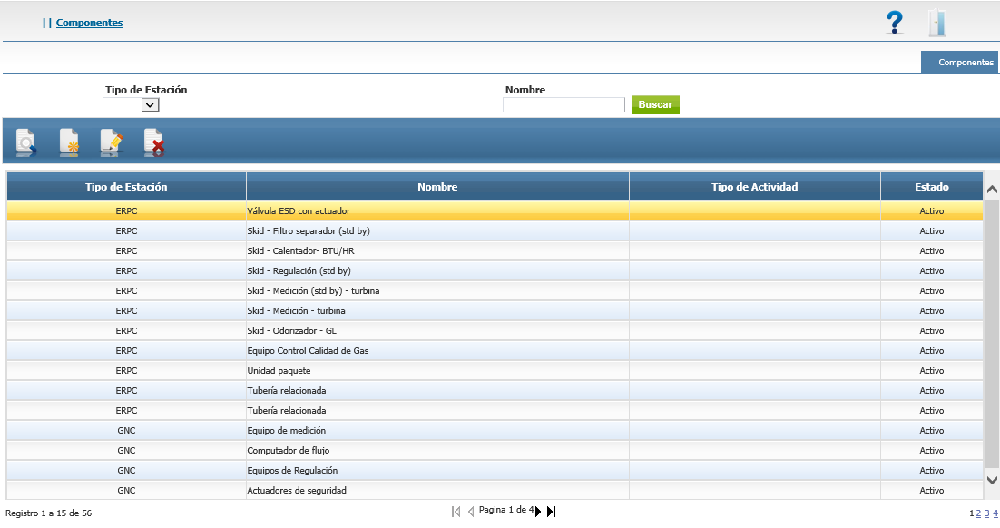 || Componentes
Componentes
Tipo de Estación Nombre
Buscar
Tipo de Estación Nombre Tipo de Actividad Estado
ERPC Válvula ESD con actuador Activo
ERPC Skid - Filtro separador (std by) Activo
ERPC Skid - Calentador- BTU/HR Activo
ERPC Skid - Regulación (std by) Activo
ERPC Skid - Medición (std by) - turbina Activo
ERPC Skid - Medición - turbina Activo
ERPC Skid - Odorizador - GL Activo
ERPC Equipo Control Calidad de Gas Activo
ERPC Unidad paquete Activo
ERPC Tubería relacionada Activo
ERPC Tubería relacionada Activo
GNC Equipo de medición Activo
GNC Computador de flujo Activo
GNC Equipos de Regulación Activo
GNC Actuadores de seguridad Activo
Registro 1 a 15 de 56 Pagina 1 de 4 1 2 3 4